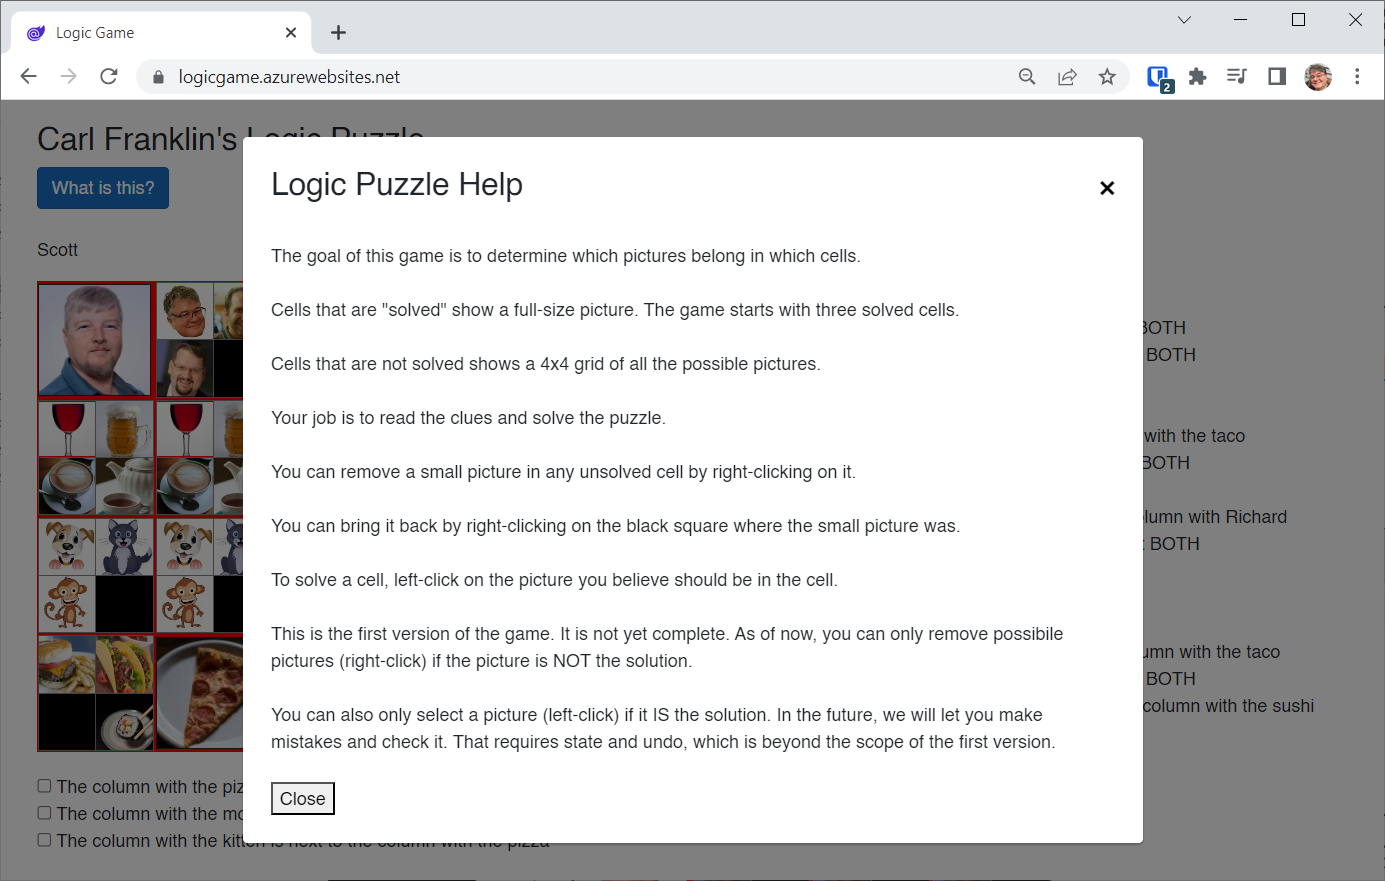 Logic Game
logicgame.azurewebsites.net
2
Carl Franklin's Logic Puzzle
What is this?
Scott
Logic Puzzle Help
The goal of this game is to determine which pictures belong in which cells.
Cells that are "solved" show a full-size picture. The game starts with three solved cells.
Cells that are not solved shows a 4x4 grid of all the possible pictures.
Your job is to read the clues and solve the puzzle.
You can remove a small picture in any unsolved cell by right-clicking on it.
You can bring it back by right-clicking on the black square where the small picture was.
To solve a cell, left-click on the picture you believe should be in the cell.
This is the first version of the game. It is not yet complete. As of now, you can only remove possibile
pictures (right-click) if the picture is NOT the solution.
You can also only select a picture (left-click) if it IS the solution. In the future, we will let you make
mistakes and check it. That requires state and undo, which is beyond the scope of the first version.
Close
BOTH
BOTH
with the taco
BOTH
with Richard
BOTH
with the taco
BOTH
column with the sushi
The column with the
The column with the
The column with the kitten is next to the column with the pizza